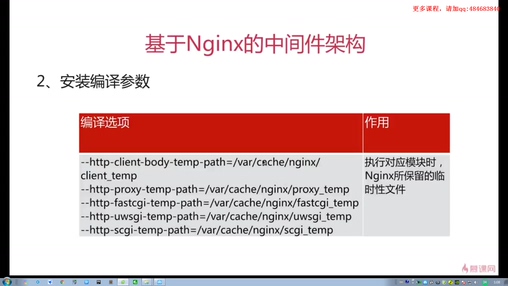 更多课程，请加qq:484683840
基于Nginx的中间件架构
2、安装编译参数
编译选项
作用
--http-client-body-temp-path=/var/cache/nginx/
client_temp
--http-proxy-temp-path=/var/cache/nginx/proxy_temp
--http-fastcgi-temp-path=/var/cache/nginx/fastcgi_temp
--http-uwsgi-temp-path=/var/cache/nginx/uwsgi_temp
--http-scgi-temp-path=/var/cache/nginx/scgi_temp
执行对应模块时，
Nginx所保留的临
时性文件
慕课网